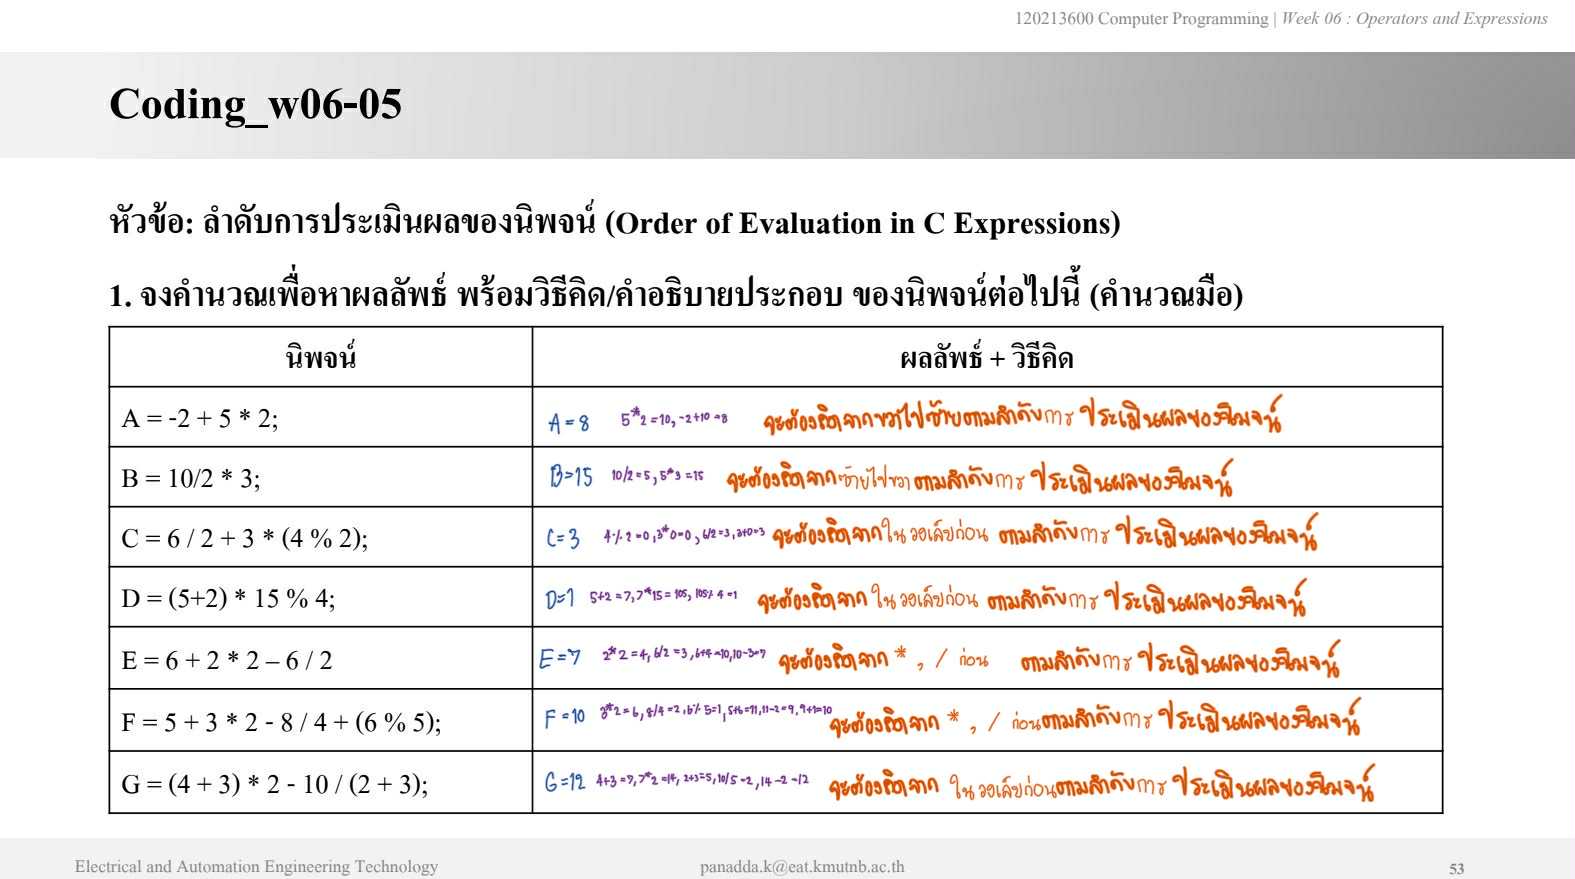 120213600 Computer Programming | Week 06 : Operators and Expressions
Coding_w06-05
หัวข้อ: ลำดับการประเมินผลของนิพจน์ (Order of Evaluation in C Expressions)
1. จงคำนวณเพื่อหาผลลัพธ์ พร้อมวิธีคิด/คำอธิบายประกอบ ของนิพจน์ต่อไปนี้ (คำนวณมือ)
นิพจน์ ผลลัพธ์ + วิธีคิด
A = -2 + 5 * 2; A = 8 5*2 =10, -2+10 =8 จะต้องคิดจากขวาไปซ้ายตามลำดับการ ประเมินผลของนิพจน์
B = 10/2 * 3; B=15 10/2 =5, 5*3 =15 จะต้องคิดจากซ้ายไปขวา ตามลำดับการ ประเมินผลของนิพจน์
C = 6 / 2 + 3 * (4 % 2); C=3 4%2=0, 3*0=0, 6/2=3, 3+0=3 จะต้องคิดจากใน วงเล็บก่อน ตามลำดับการ ประเมินผลของนิพจน์
D = (5+2) * 15 % 4; D=1 5+2 =7, 7*15 = 105, 105% 4 =1 จะต้องคิดจาก ใน วงเล็บก่อน ตามลำดับการ ประเมินผลของนิพจน์
E = 6 + 2 * 2 – 6 / 2 E=7 2*2 =4, 6/2 =3, 6+4=10, 10-3=7 จะต้องคิดจาก * , / ก่อน ตามลำดับการ ประเมินผลของนิพจน์
F = 5 + 3 * 2 - 8 / 4 + (6 % 5); F =10 3*2=6, 8/4=2, 6% 5=1, 5+6=11, 11-2=9, 9+1=10 จะต้องคิดจาก * , / ก่อนตามลำดับการ ประเมินผลของนิพจน์
G = (4 + 3) * 2 - 10 / (2 + 3); G=12 4+3=7, 7*2=14, 2+3=5, 10/5=2, 14-2=12 จะต้องคิดจาก ใน วงเล็บก่อนตามลำดับการ ประเมินผลของนิพจน์
Electrical and Automation Engineering Technology panadda.k@eat.kmutnb.ac.th 53